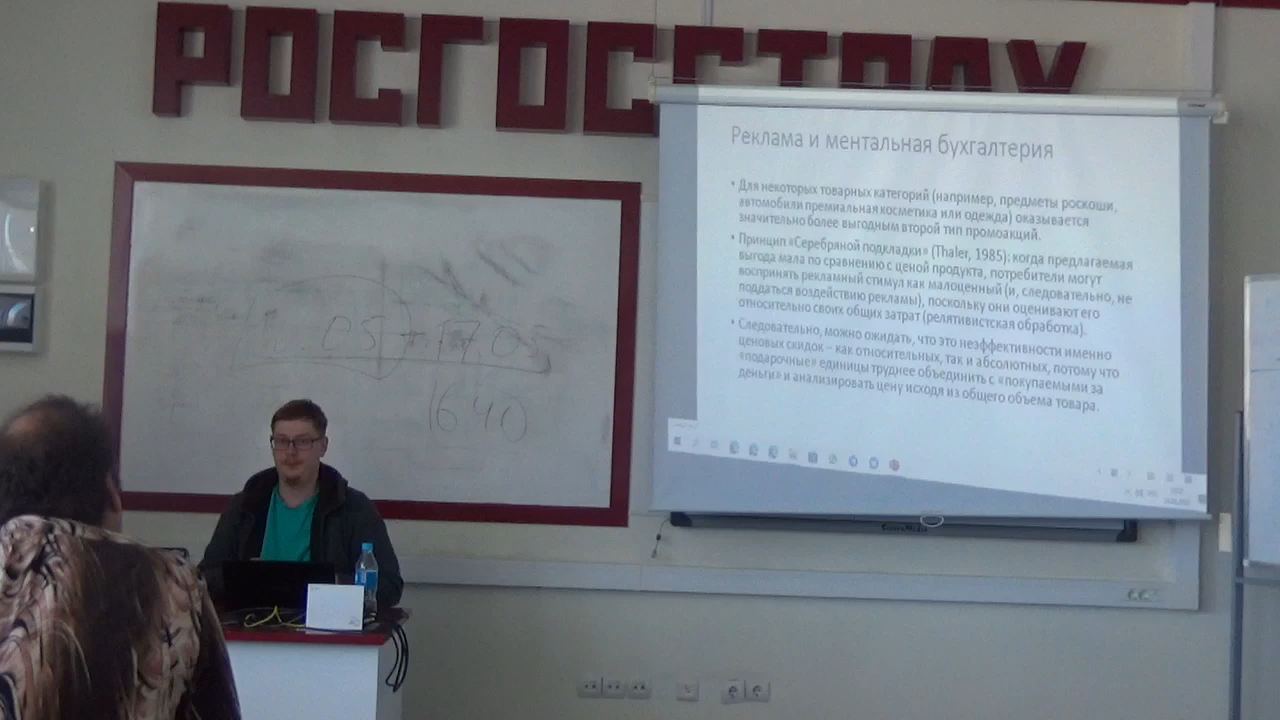 РОСГОССТРАХ
Реклама и ментальная бухгалтерия
• Для некоторых товарных категорий (например, предметы роскоши,
автомобили премиальная косметика или одежда) оказывается
значительно более выгодным второй тип промоакций.
• Принцип «Серебряной подкладки» (Thaler, 1985): когда предлагаемая
выгода мала по сравнению с ценой продукта, потребители могут
воспринять рекламный стимул как малоценный (и, следовательно, не
поддаться воздействию рекламы), поскольку они оценивают его
относительно своих общих затрат (релятивистская обработка).
• Следовательно, можно ожидать, что это неэффективности именно
ценовых скидок – как относительных, так и абсолютных, потому что
«подарочные» единицы труднее объединить с «покупаемыми за
деньги» и анализировать цену исходя из общего объема товара.
1640